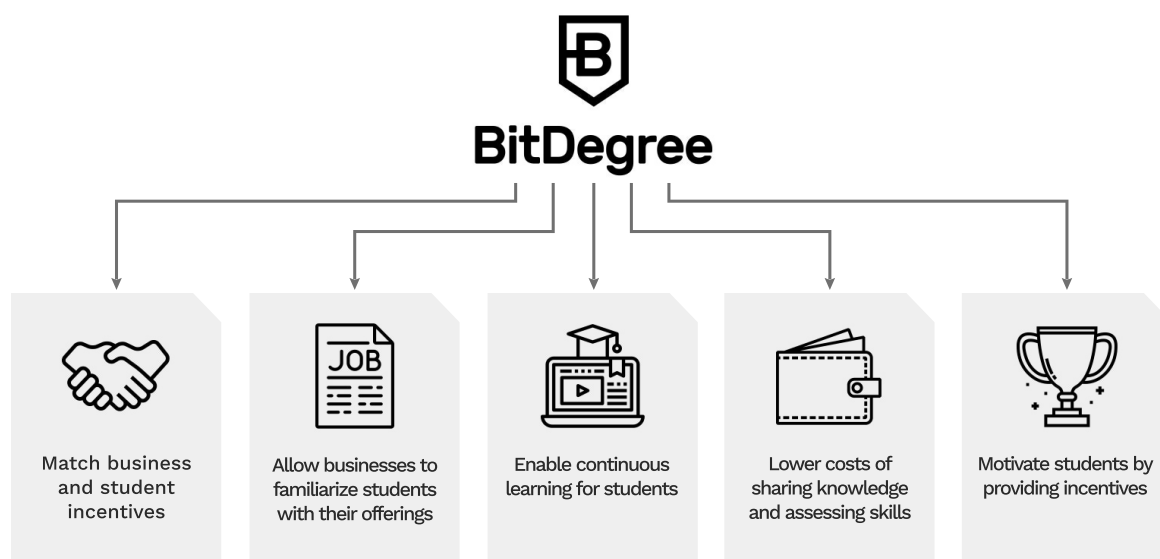 B
BitDegree
JOB
Match business
and student
incentives
Allow businesses to
familiarize students
with their offerings
Enable continuous
learning for students
Lower costs of
sharing knowledge
and assessing skills
Motivate students by
providing incentives